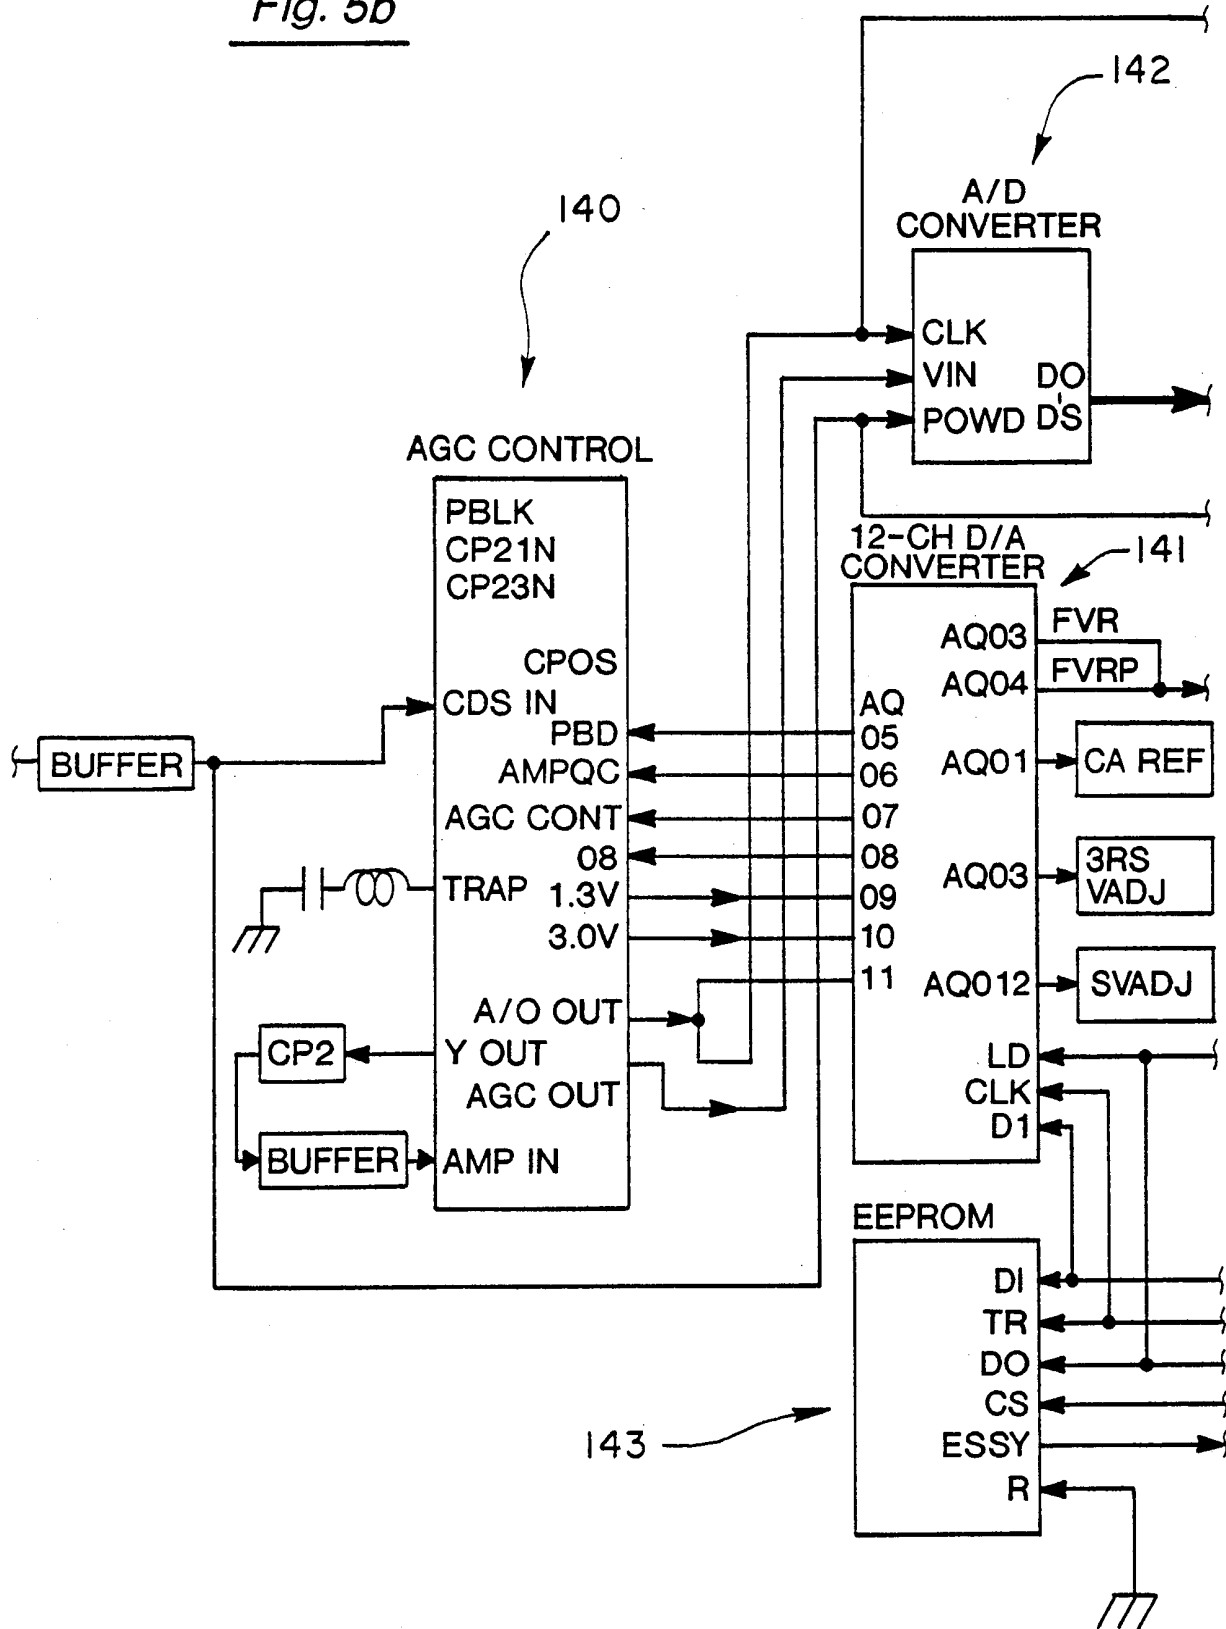 Fig. 5b
142
A/D
CONVERTER
140
CLK
VIN
DO
POWD
D'S
AGC CONTROL
PBLK
CP21N
CP23N
12-CH D/A
CONVERTER
141
CPOS
CDS IN
PBD
AMPQC
AGC CONT
08
TRAP
1.3V
3.0V
A/O OUT
Y OUT
AGC OUT
AMP IN
BUFFER
CP2
BUFFER
AQ
05
06
07
08
09
10
11
AQ03
FVR
AQ04
FVRP
AQ01
CA REF
AQ03
3RS
VADJ
AQ012
SVADJ
LD
CLK
D1
EEPROM
DI
TR
DO
CS
ESSY
R
143